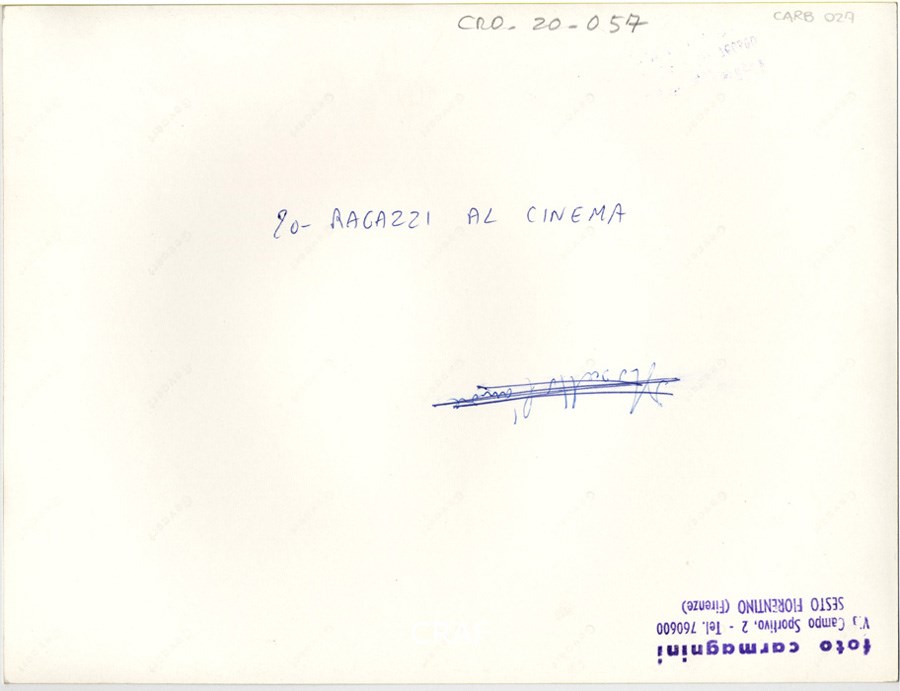 CRO - 20 - 057
CARB 029
20- RAGAZZI AL CINEMA
foto carmagnini
Via Campo Sportivo, 2 - Tel. 760600
SESTO FIORENTINO (Firenze)